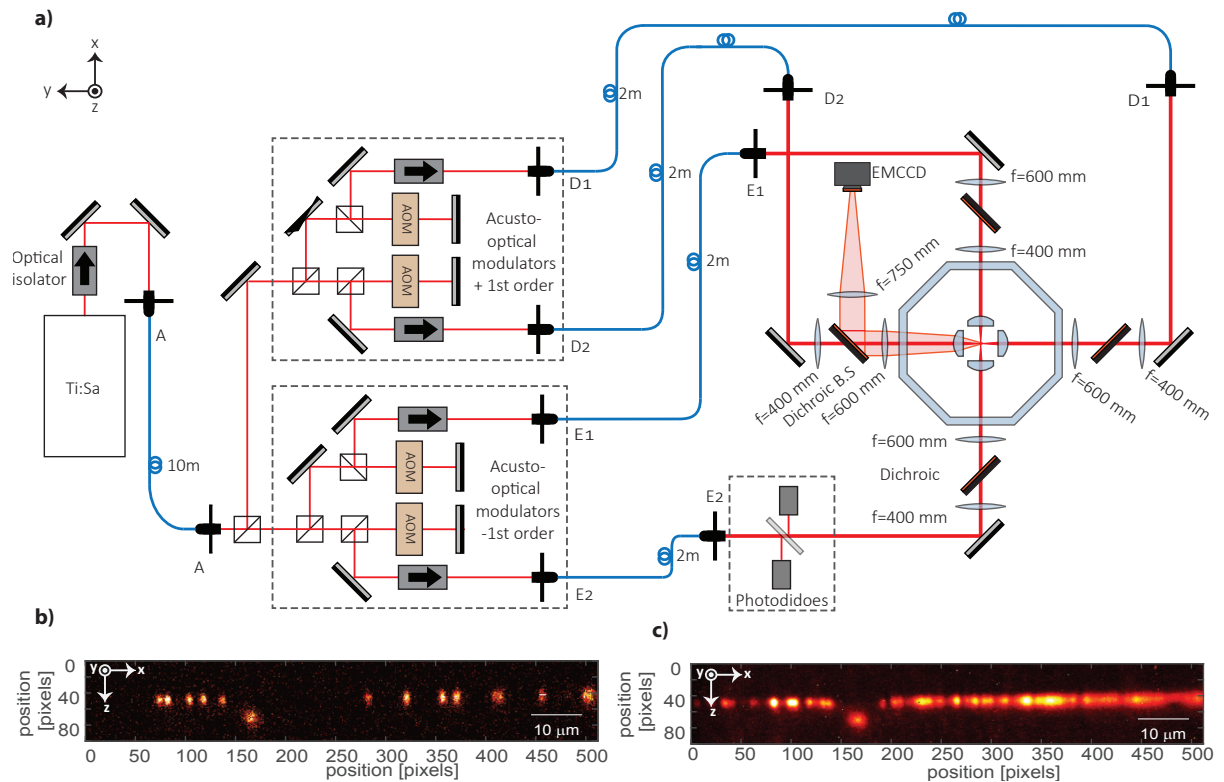 a)
x
y
z
2m
D2
D1
2m
E1
EMCCD
f=600 mm
D1
AOM
Acusto-
optical
modulators
+ 1st order
AOM
D2
2m
f=750 mm
f=400 mm
Optical
isolator
A
Ti:Sa
f=400 mm
Dichroic B.S
f=600 mm
f=600 mm
f=400 mm
E1
AOM
Acusto-
optical
modulators
-1st order
AOM
E2
10m
A
f=600 mm
Dichroic
f=400 mm
E2
2m
Photodidoes
b)
position
[pixels]
0
40
80
y
x
z
10 μm
0
50
100
150
200
250
300
350
400
450
500
position [pixels]
c)
position
[pixels]
0
40
80
y
x
z
10 μm
0
50
100
150
200
250
300
350
400
450
500
position [pixels]